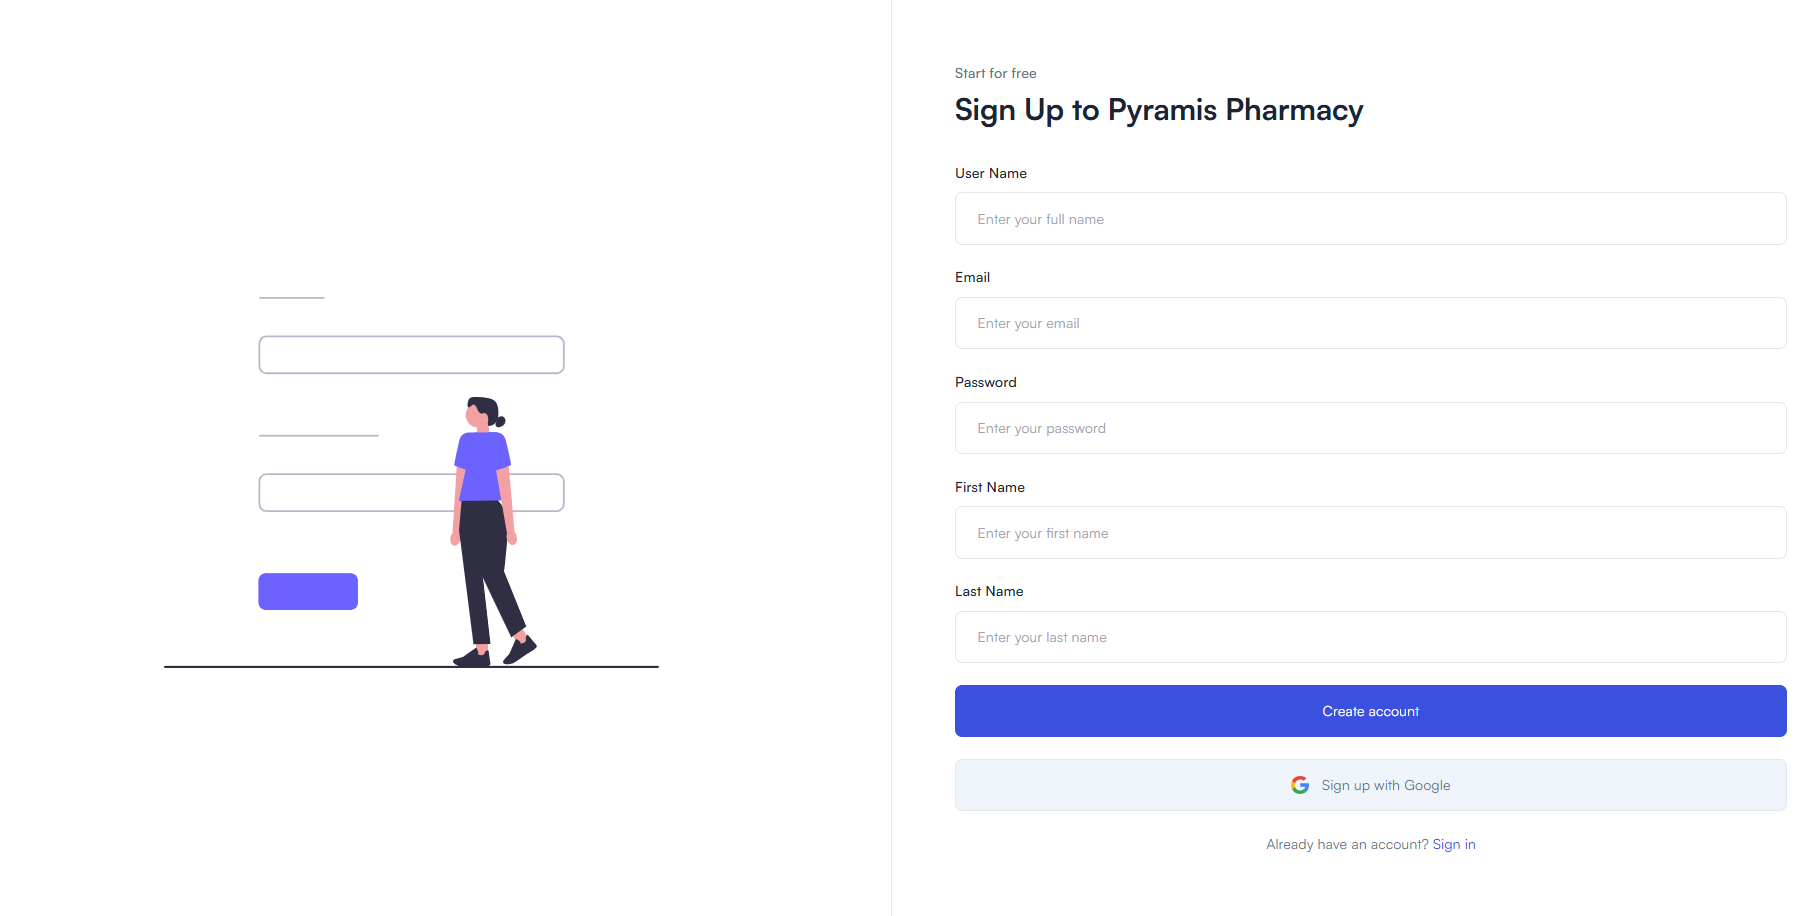 Start for free
Sign Up to Pyramis Pharmacy
User Name
Enter your full name
Email
Enter your email
Password
Enter your password
First Name
Enter your first name
Last Name
Enter your last name
Create account
Sign up with Google
Already have an account? Sign in